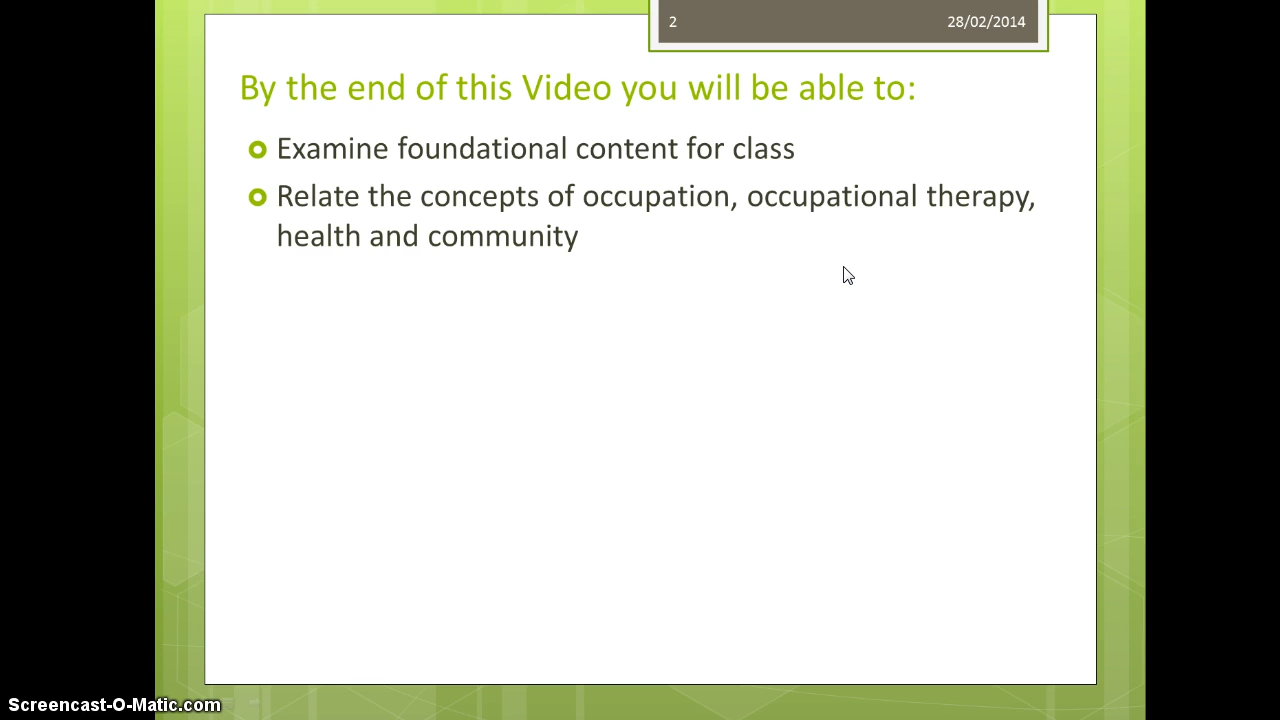 2 28/02/2014
By the end of this Video you will be able to:
Examine foundational content for class
Relate the concepts of occupation, occupational therapy,
health and community
Screencast-O-Matic.com